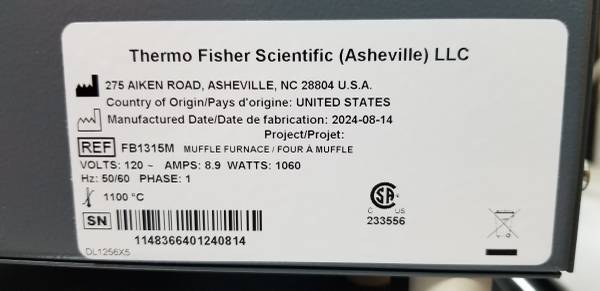 Thermo Fisher Scientific (Asheville) LLC
275 AIKEN ROAD, ASHEVILLE, NC 28804 U.S.A.
Country of Origin/Pays d'origine: UNITED STATES
Manufactured Date/Date de fabrication: 2024-08-14
Project/Projet:
REF FB1315M MUFFLE FURNACE / FOUR À MUFFLE
VOLTS: 120 ~ AMPS: 8.9 WATTS: 1060
Hz: 50/60 PHASE: 1
1100 °C
SA
C US
233556
SN
1148366401240814
DL1256X5